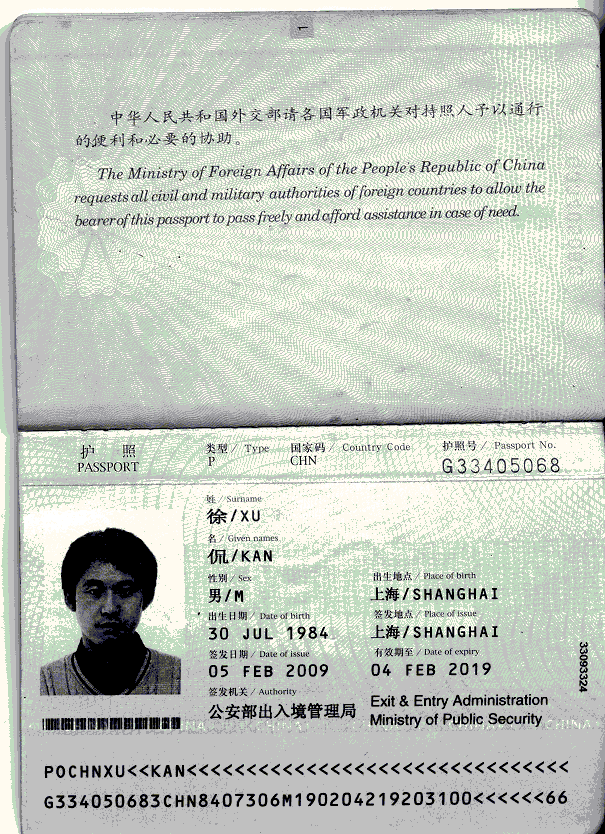 1
中华人民共和国外交部请各国军政机关对持照人予以通行
的便利和必要的协助。
The Ministry of Foreign Affairs of the People's Republic of China
requests all civil and military authorities of foreign countries to allow the
bearer of this passport to pass freely and afford assistance in case of need.
护 照
PASSPORT
类型 / Type 国家码 / Country Code 护照号 / Passport No.
P CHN G33405068
姓 / Surname
徐/XU
名 / Given names
侃/KAN
性别 / Sex 出生地点 / Place of birth
男/M 上海/SHANGHAI
出生日期 / Date of birth 签发地点 / Place of issue
30 JUL 1984 上海/SHANGHAI
签发日期 / Date of issue 有效期至 / Date of expiry
05 FEB 2009 04 FEB 2019
签发机关 / Authority
公安部出入境管理局 Exit & Entry Administration
Ministry of Public Security
33093324
POCHNXU<<KAN<<<<<<<<<<<<<<<<<<<<<<<<<<<<<<<<
G334050683CHN8407306M190204219203100<<<<<<66